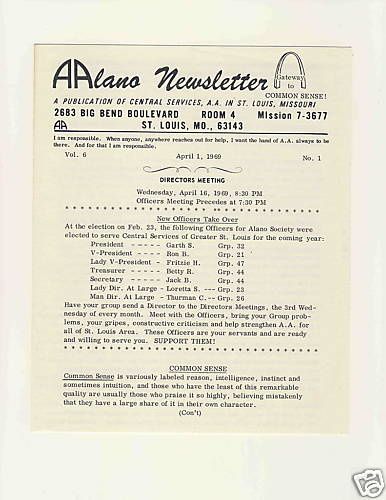 AAlano Newsletter
Gateway
to
COMMON SENSE!
A PUBLICATION OF CENTRAL SERVICES, A.A. IN ST. LOUIS, MISSOURI
2683 BIG BEND BOULEVARD ROOM 4 MIssion 7-3677
AA ST. LOUIS, MO., 63143
I am responsible. When anyone, anywhere reaches out for help, I want the hand of A.A. always to be
there. And for that I am responsible.
Vol. 6 April 1, 1969 No. 1
DIRECTORS MEETING
Wednesday, April 16, 1969, 8:30 PM
Officers Meeting Precedes at 7:30 PM
* * * * * * * * * * * * * * * * * * * * * * * * * * * * * * * * * * * *
New Officers Take Over
At the election on Feb. 23, the following Officers for Alano Society were
elected to serve Central Services of Greater St. Louis for the coming year:
President - - - - - Garth S. Grp. 32
V-President - - - - - Ron B. Grp. 21
Lady V-President - - Fritzie H. Grp. 47
Treasurer - - - - - Betty R. Grp. 44
Secretary - - - - - Jack B. Grp. 44
Lady Dir. At Large - Loretta S. --- Grp. 23
Man Dir. At Large - Thurman C.-- Grp. 26
Have your group send a Director to the Directors Meetings, the 3rd Wed-
nesday of every month. Meet with the Officers, bring your Group prob-
lems, your gripes, constructive criticism and help strengthen A.A. for
all of St. Louis Area. These Officers are your servants and are ready
and willing to serve you. SUPPORT THEM!
* * * * * * * * * * * * * * * * * * * * * * * * * * * * * * * * * * * *
COMMON SENSE
Common Sense is variously labeled reason, intelligence, instinct and
sometimes intuition, and those who have the least of this remarkable
quality are usually those who praise it so highly, believing mistakenly
that they have a large share of it in their own character.
(Con't)